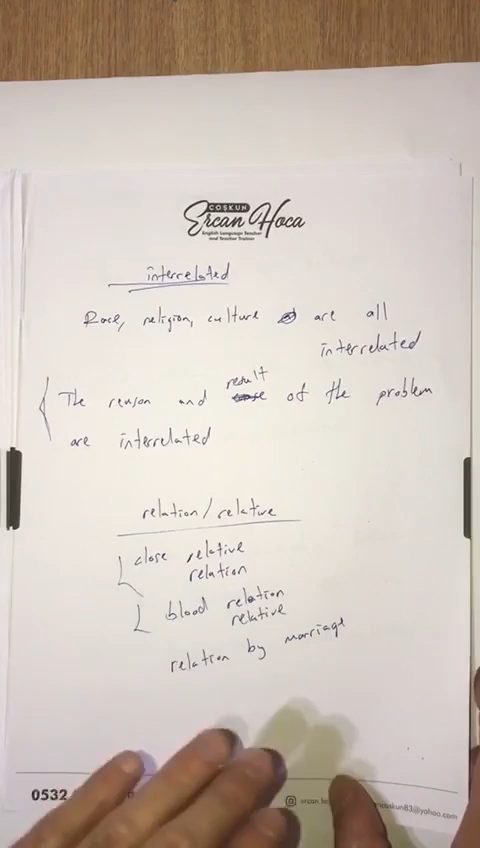 COŞKUN
Ercan Hoca
English Language Teacher
and Teacher Trainer
interrelated
Race, religion, culture are all
interrelated
The reason and result of the problem
are interrelated
relation / relative
close relative
relation
blood relation
relative
relation by marriage
0532
ercan.ho
coskun83@yahoo.com